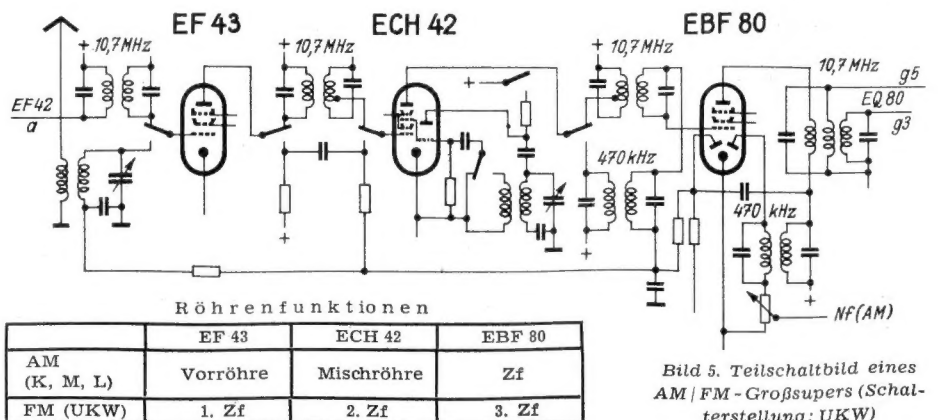 EF 43
ECH 42
EBF 80
+ 10,7 MHz
+ 10,7 MHz
+ 10,7 MHz
10,7 MHz
g5
EQ 80
g3
EF42
a
+
470 kHz
470 kHz
+
+
+
Nf (AM)
Röhrenfunktionen
EF 43 ECH 42 EBF 80
AM
(K, M, L) Vorröhre Mischröhre Zf
FM (UKW) 1. Zf 2. Zf 3. Zf
Bild 5. Teilschaltbild eines
AM / FM - Großsupers (Schal-
terstellung: UKW)